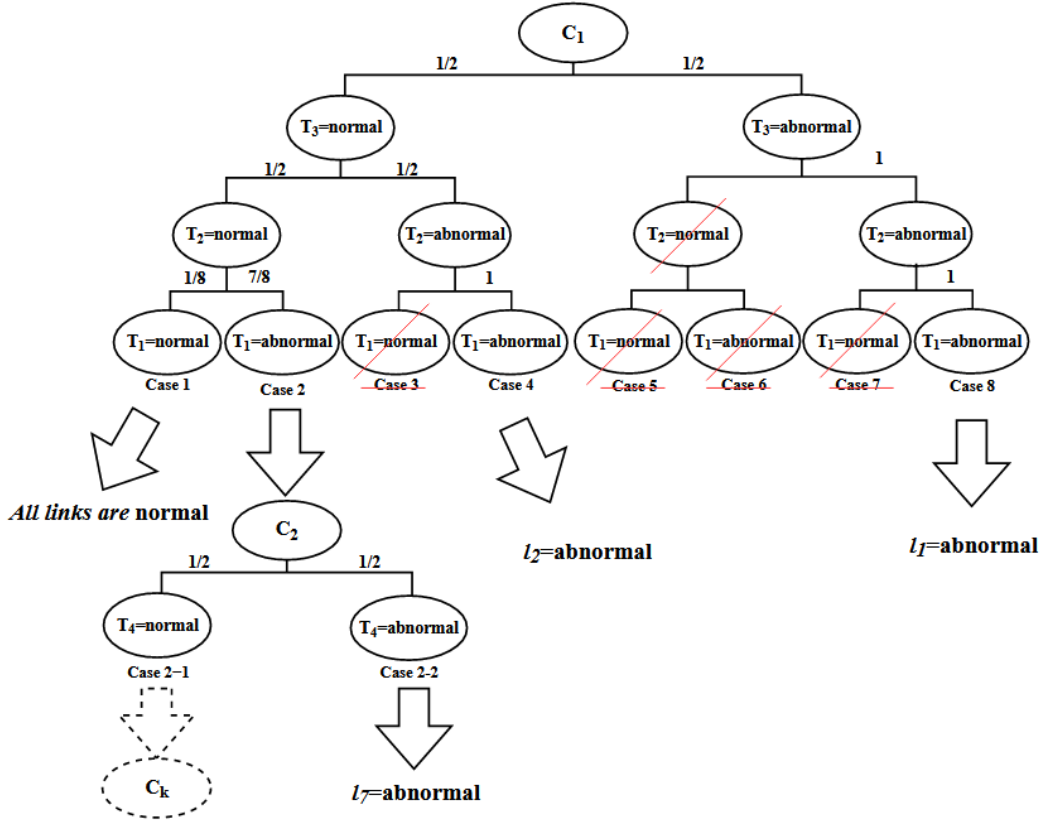 C1
1/2 1/2
T3=normal T3=abnormal
1/2 1/2 1
T2=normal T2=abnormal T2=normal T2=abnormal
1/8 7/8 1 1
T1=normal T1=abnormal T1=normal T1=abnormal T1=normal T1=abnormal T1=normal T1=abnormal
Case 1 Case 2 Case 3 Case 4 Case 5 Case 6 Case 7 Case 8
All links are normal
C2
l2=abnormal
l1=abnormal
1/2 1/2
T4=normal T4=abnormal
Case 2−1 Case 2-2
Ck
l7=abnormal